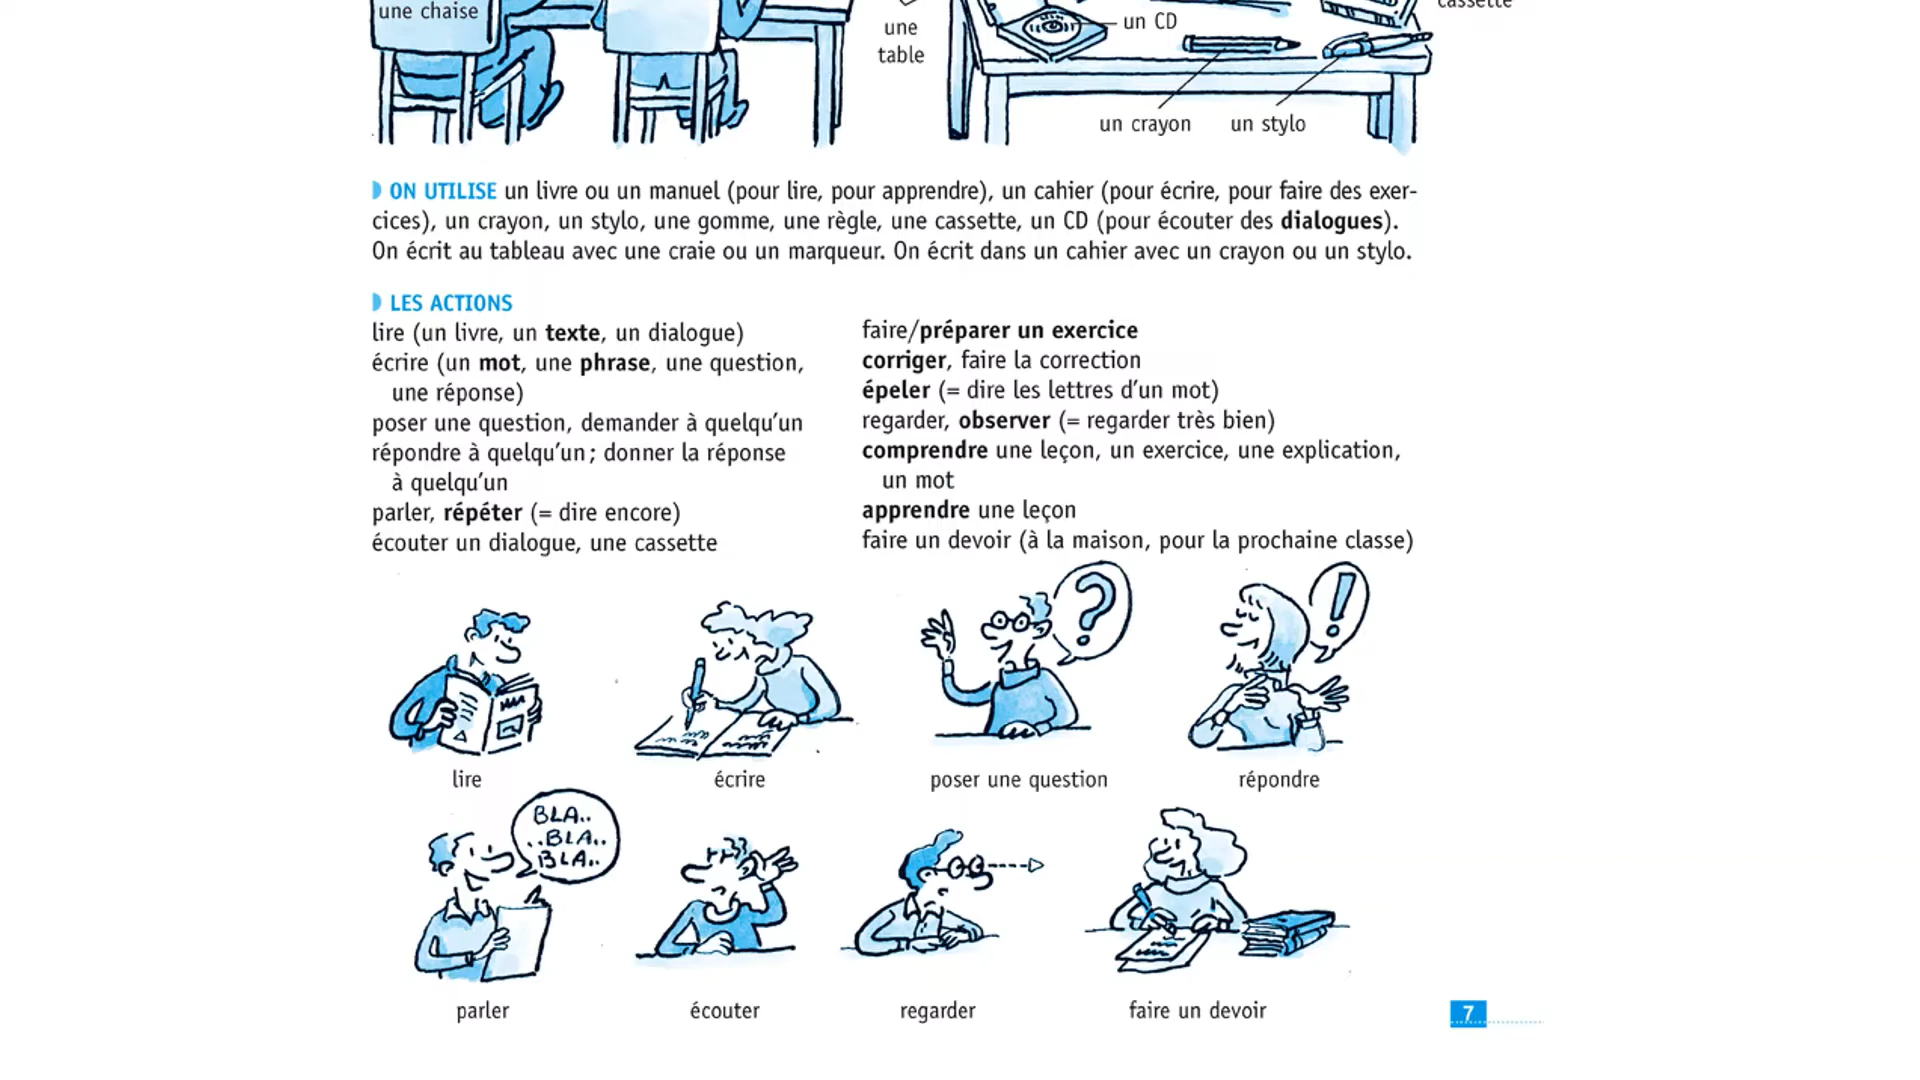 une chaise
une
table
un CD
cassette
un crayon
un stylo
ON UTILISE un livre ou un manuel (pour lire, pour apprendre), un cahier (pour écrire, pour faire des exer-
cices), un crayon, un stylo, une gomme, une règle, une cassette, un CD (pour écouter des dialogues).
On écrit au tableau avec une craie ou un marqueur. On écrit dans un cahier avec un crayon ou un stylo.
LES ACTIONS
lire (un livre, un texte, un dialogue)
écrire (un mot, une phrase, une question,
une réponse)
poser une question, demander à quelqu'un
répondre à quelqu'un ; donner la réponse
à quelqu'un
parler, répéter (= dire encore)
écouter un dialogue, une cassette
faire/préparer un exercice
corriger, faire la correction
épeler (= dire les lettres d'un mot)
regarder, observer (= regarder très bien)
comprendre une leçon, un exercice, une explication,
un mot
apprendre une leçon
faire un devoir (à la maison, pour la prochaine classe)
?
!
lire
écrire
poser une question
répondre
BLA..
..BLA..
BLA..
parler
écouter
regarder
faire un devoir
7